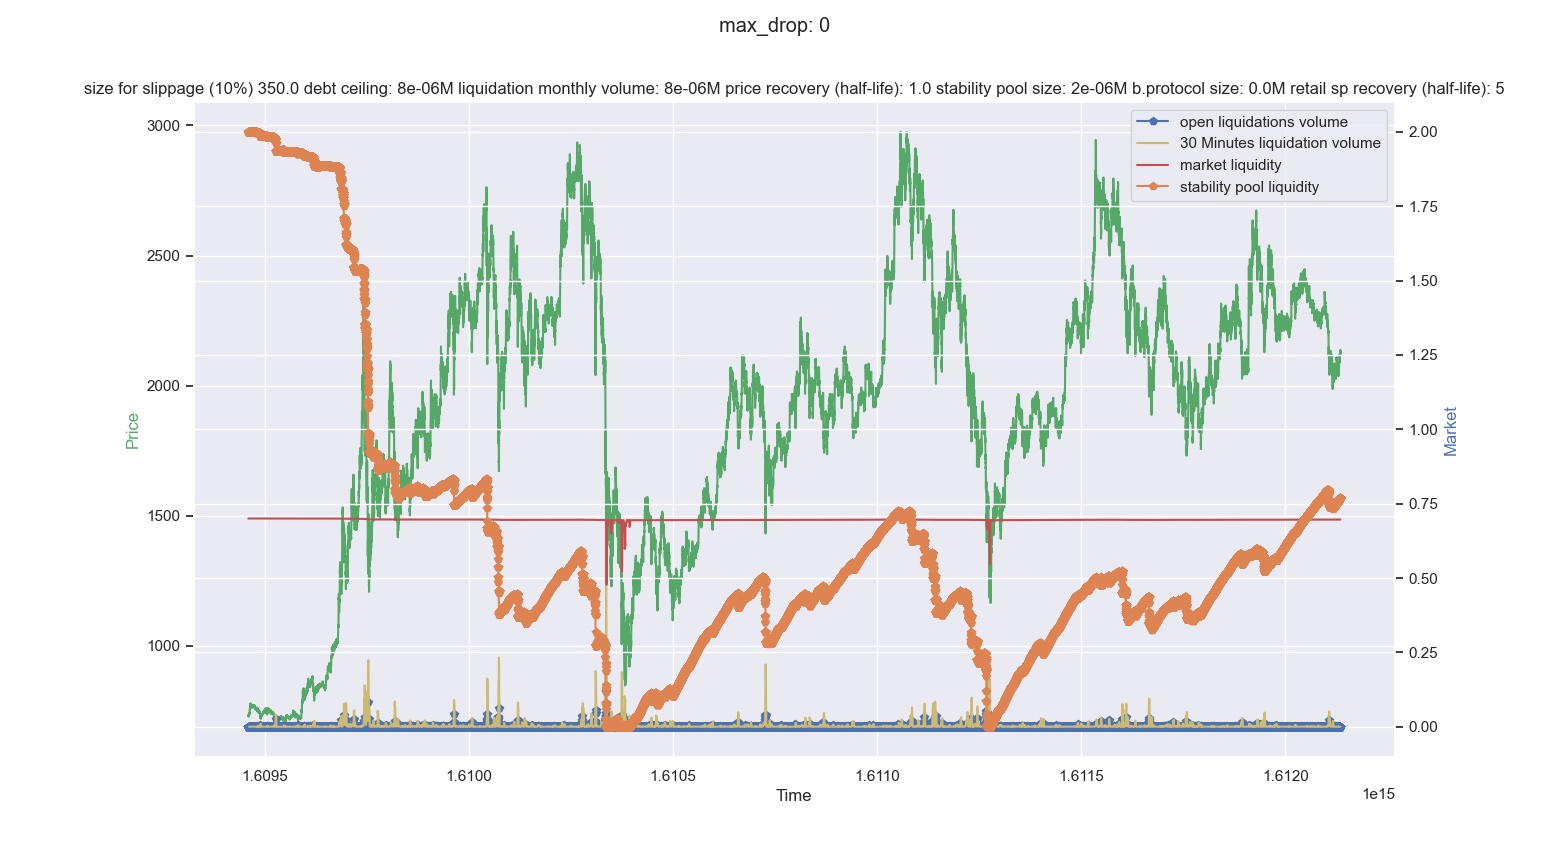 max_drop: 0
size for slippage (10%) 350.0 debt ceiling: 8e-06M liquidation monthly volume: 8e-06M price recovery (half-life): 1.0 stability pool size: 2e-06M b.protocol size: 0.0M retail sp recovery (half-life): 5
open liquidations volume
30 Minutes liquidation volume
market liquidity
stability pool liquidity
3000
2500
2000
1500
1000
Price
2.00
1.75
1.50
1.25
1.00
0.75
0.50
0.25
0.00
Market
1.6095 1.6100 1.6105 1.6110 1.6115 1.6120
Time
1e15